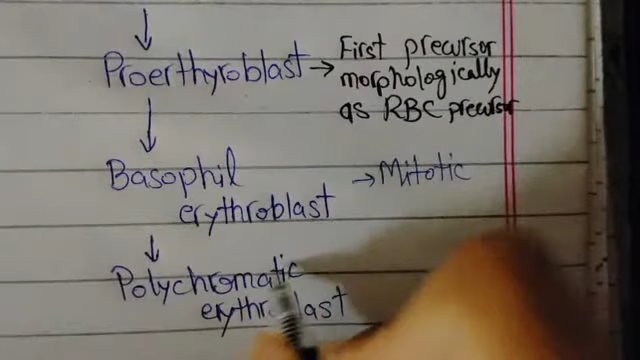 Proerthyroblast → First precursor
morphologically
as RBC precursor
Basophil
erythroblast → Mitotic
Polychromatic
erythroblast